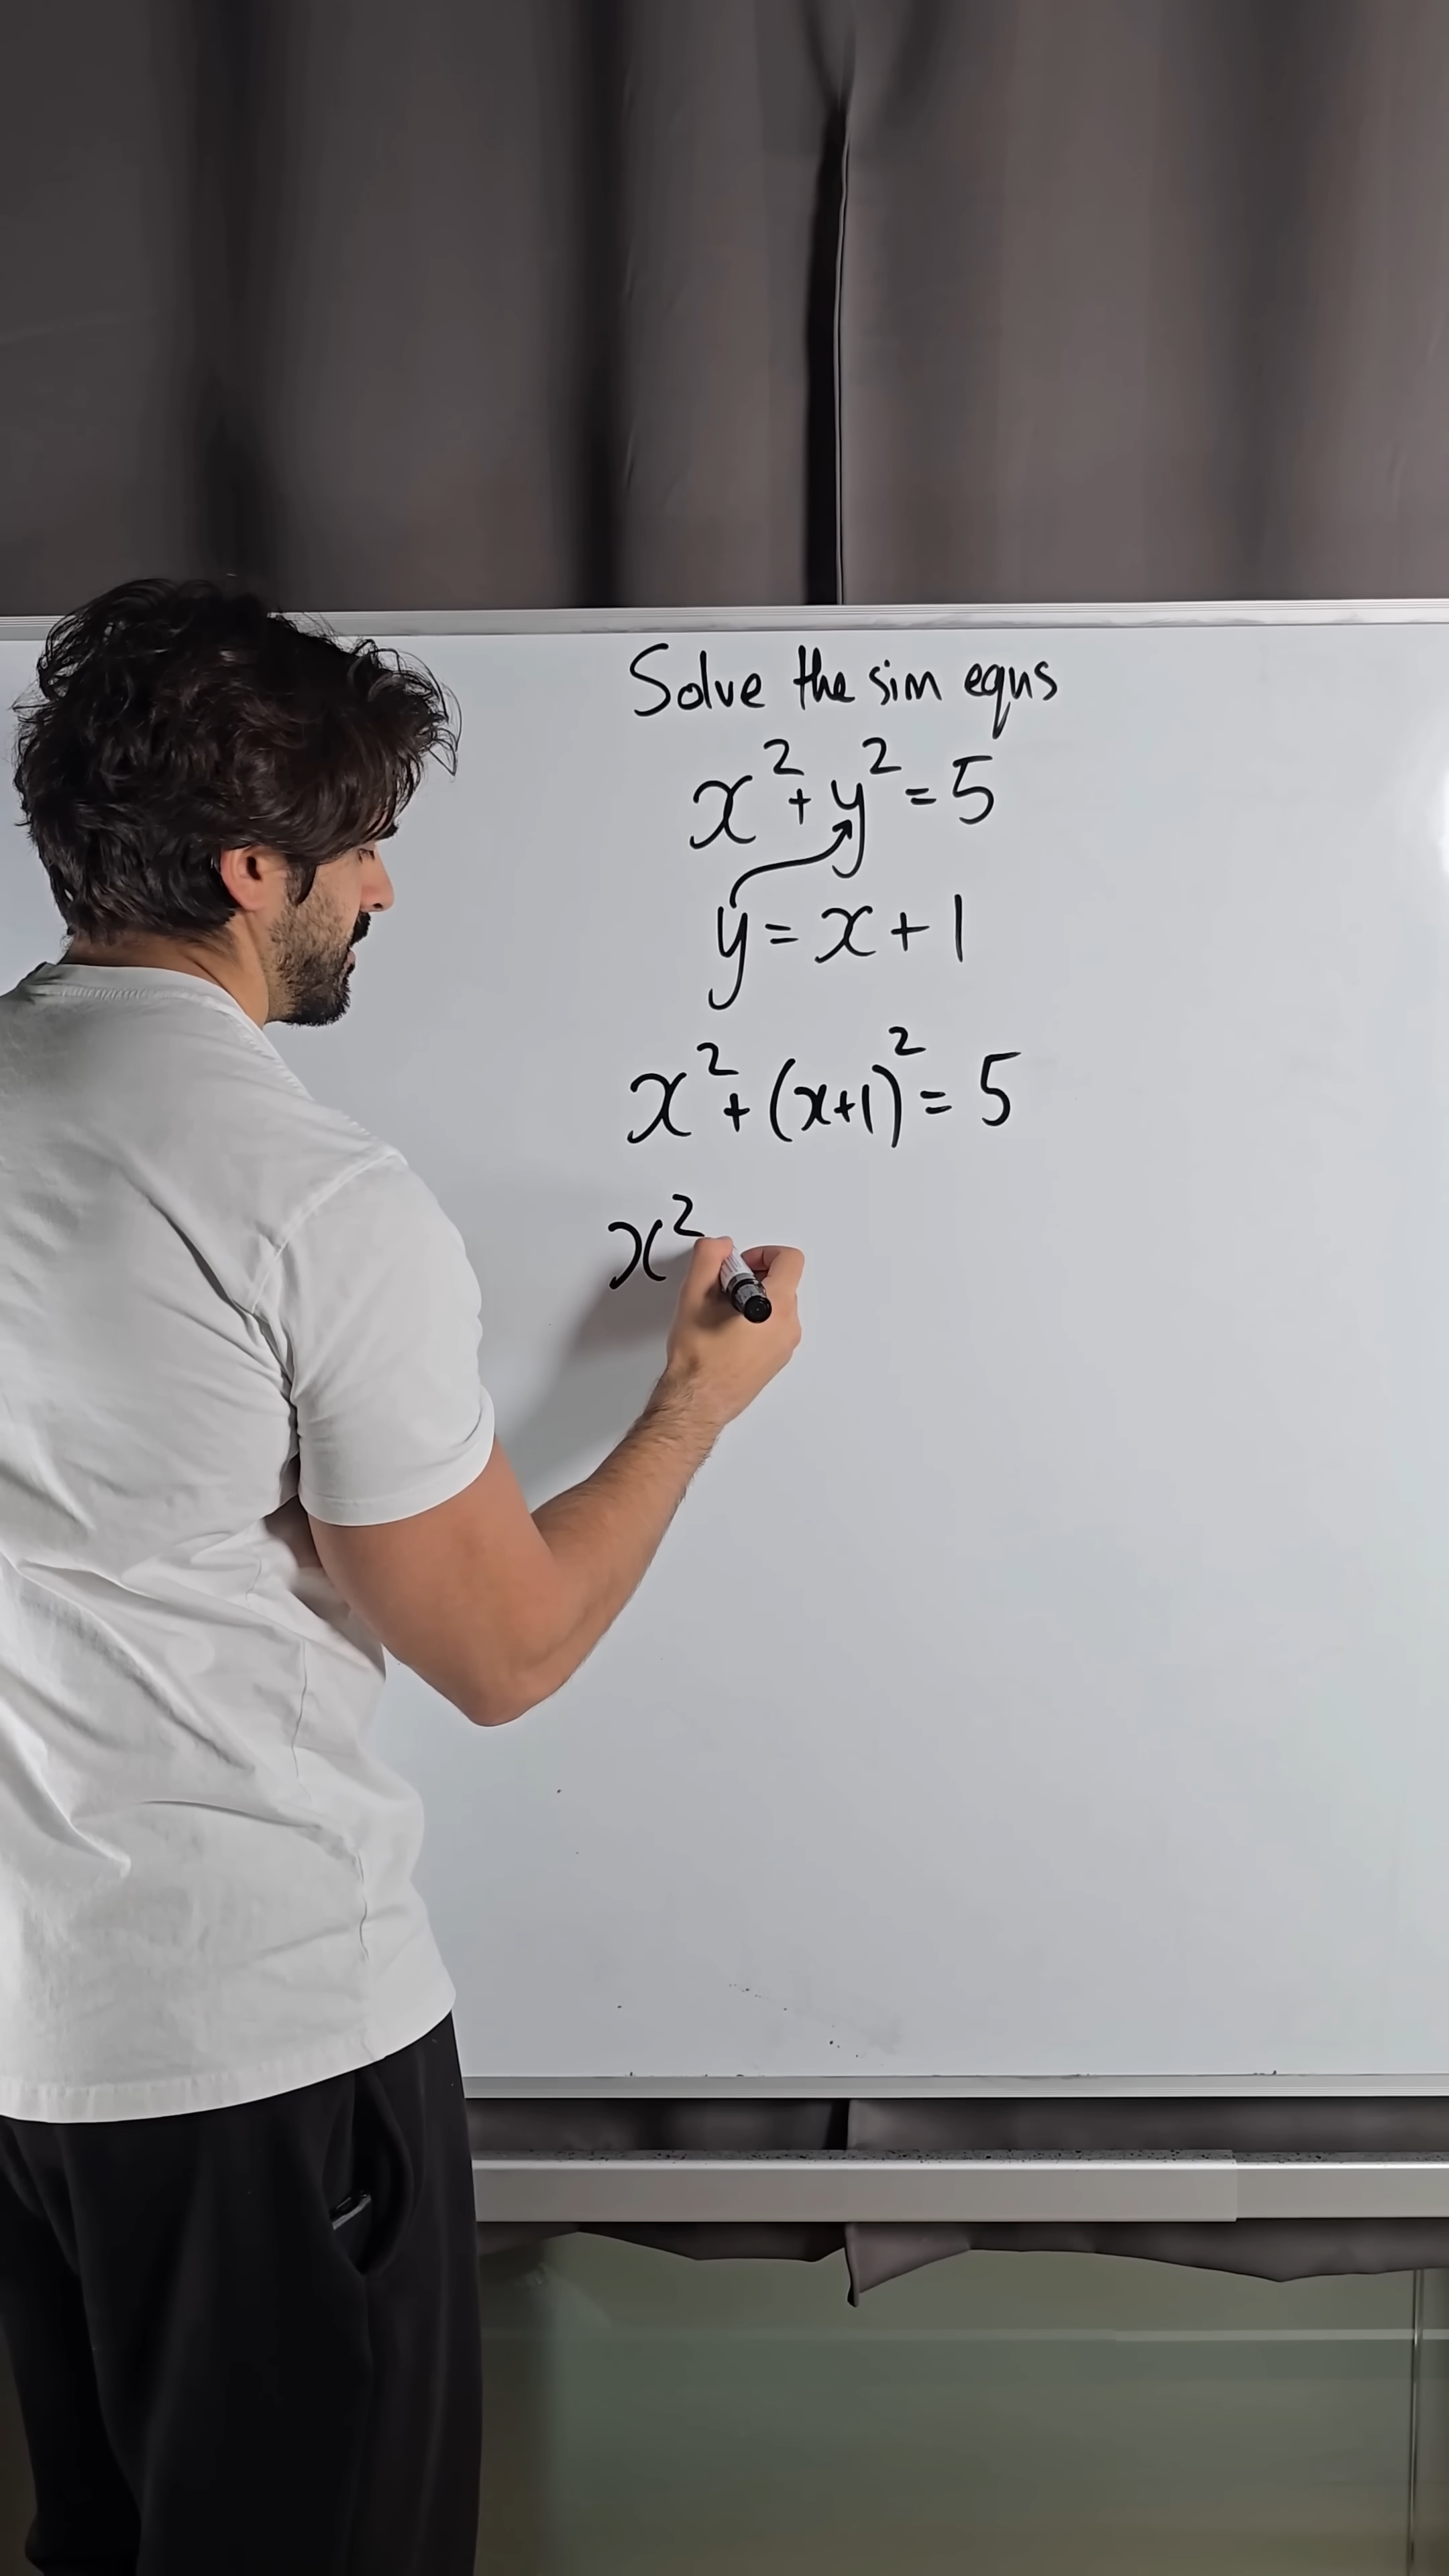 Solve the sim equs
x² + y² = 5
y = x + 1
x² + (x+1)² = 5
x²